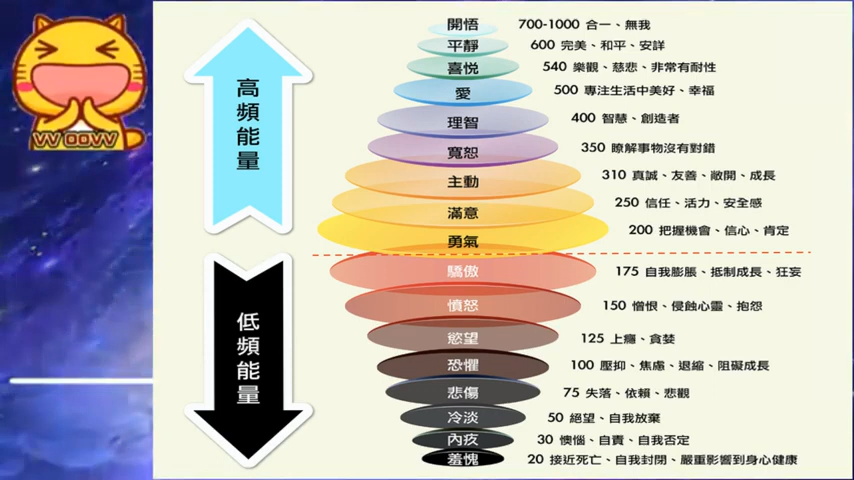 VV OOVV
高頻能量
低頻能量
開悟 700-1000 合一、無我
平靜 600 完美、和平、安詳
喜悅 540 樂觀、慈悲、非常有耐性
愛 500 專注生活中美好、幸福
理智 400 智慧、創造者
寬恕 350 瞭解事物沒有對錯
主動 310 真誠、友善、敞開、成長
滿意 250 信任、活力、安全感
勇氣 200 把握機會、信心、肯定
驕傲 175 自我膨脹、抵制成長、狂妄
憤怒 150 憎恨、侵蝕心靈、抱怨
慾望 125 上癮、貪婪
恐懼 100 壓抑、焦慮、退縮、阻礙成長
悲傷 75 失落、依賴、悲觀
冷淡 50 絕望、自我放棄
內疚 30 懊惱、自責、自我否定
羞愧 20 接近死亡、自我封閉、嚴重影響到身心健康